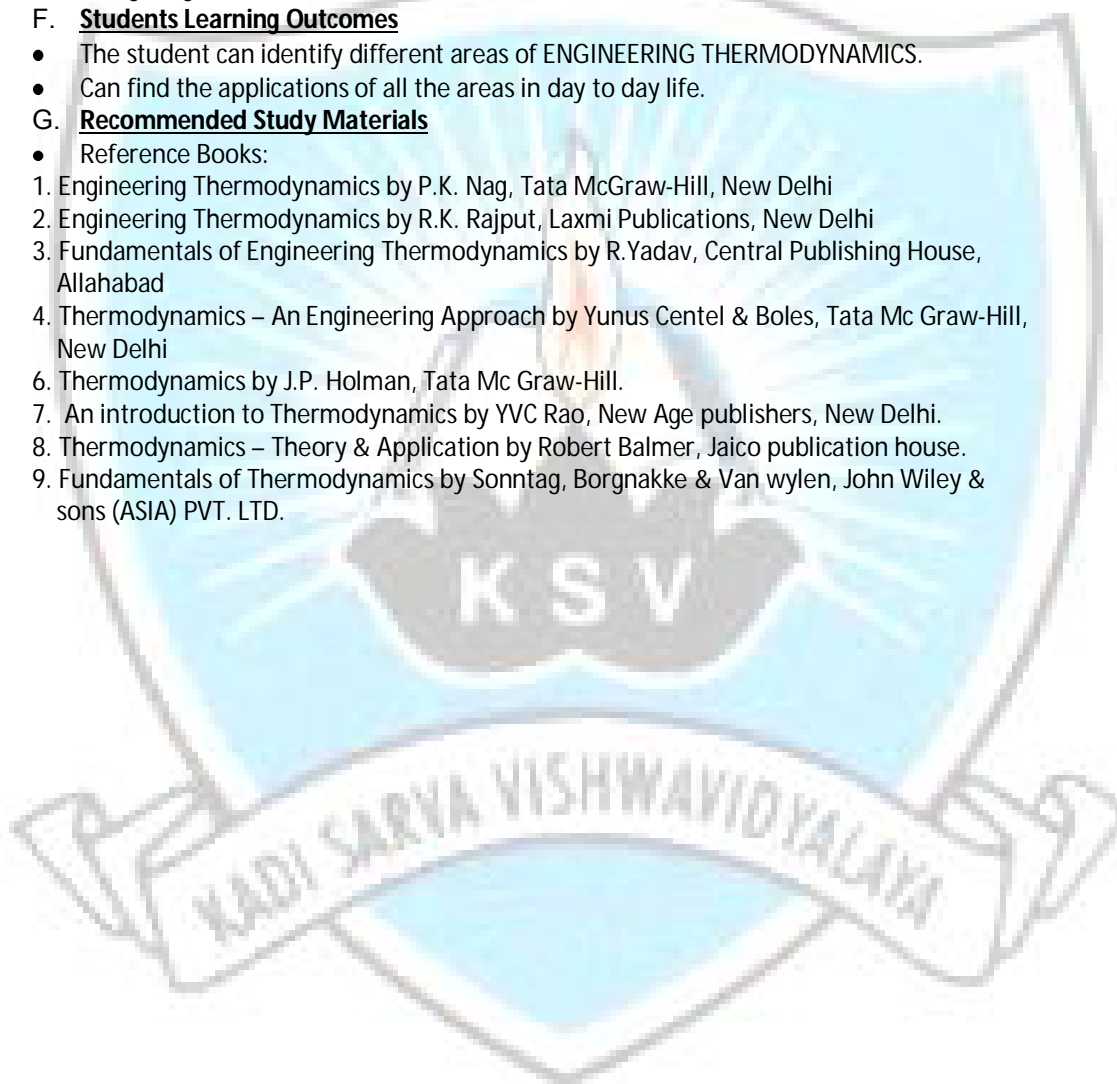 F. Students Learning Outcomes
• The student can identify different areas of ENGINEERING THERMODYNAMICS.
• Can find the applications of all the areas in day to day life.
G. Recommended Study Materials
• Reference Books:
1. Engineering Thermodynamics by P.K. Nag, Tata McGraw-Hill, New Delhi
2. Engineering Thermodynamics by R.K. Rajput, Laxmi Publications, New Delhi
3. Fundamentals of Engineering Thermodynamics by R.Yadav, Central Publishing House,
Allahabad
4. Thermodynamics – An Engineering Approach by Yunus Centel & Boles, Tata Mc Graw-Hill,
New Delhi
6. Thermodynamics by J.P. Holman, Tata Mc Graw-Hill.
7. An introduction to Thermodynamics by YVC Rao, New Age publishers, New Delhi.
8. Thermodynamics – Theory & Application by Robert Balmer, Jaico publication house.
9. Fundamentals of Thermodynamics by Sonntag, Borgnakke & Van wylen, John Wiley &
sons (ASIA) PVT. LTD.
KSV
KADI SARVA VISHWAVIDYALAYA